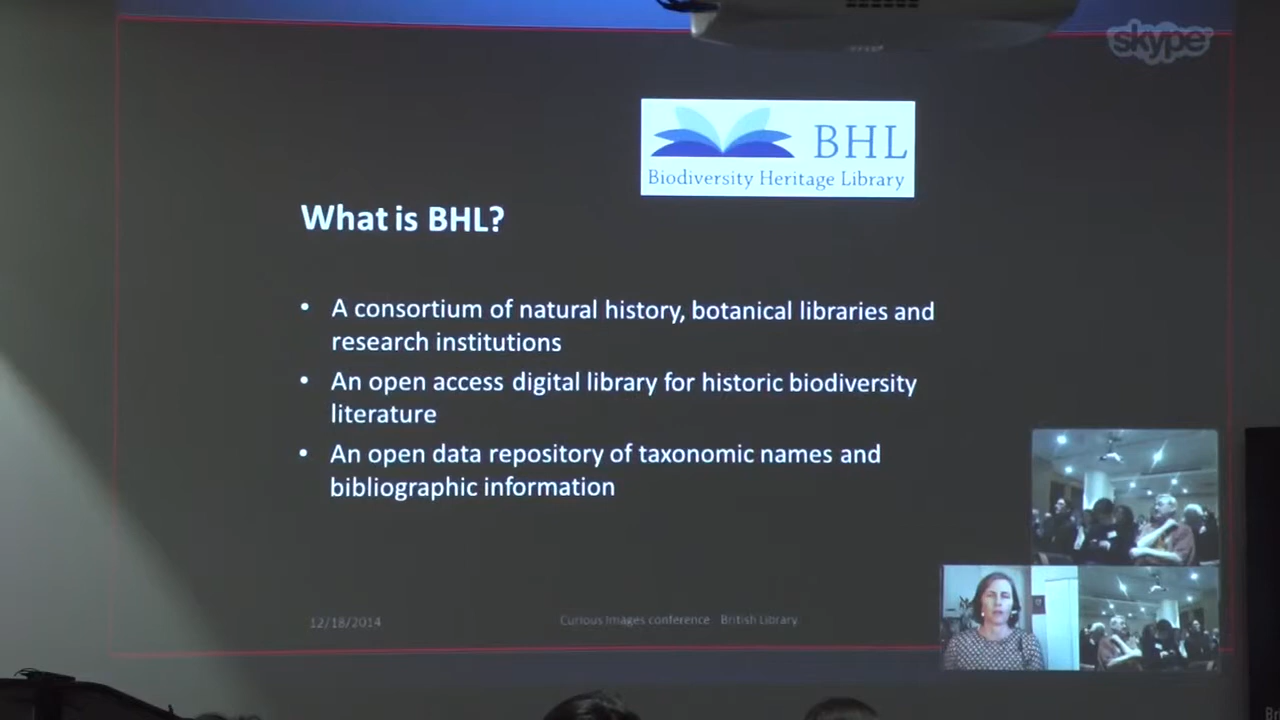 skype
BHL
Biodiversity Heritage Library
What is BHL?
• A consortium of natural history, botanical libraries and
research institutions
• An open access digital library for historic biodiversity
literature
• An open data repository of taxonomic names and
bibliographic information
12/18/2014
Curious Images conference British Library